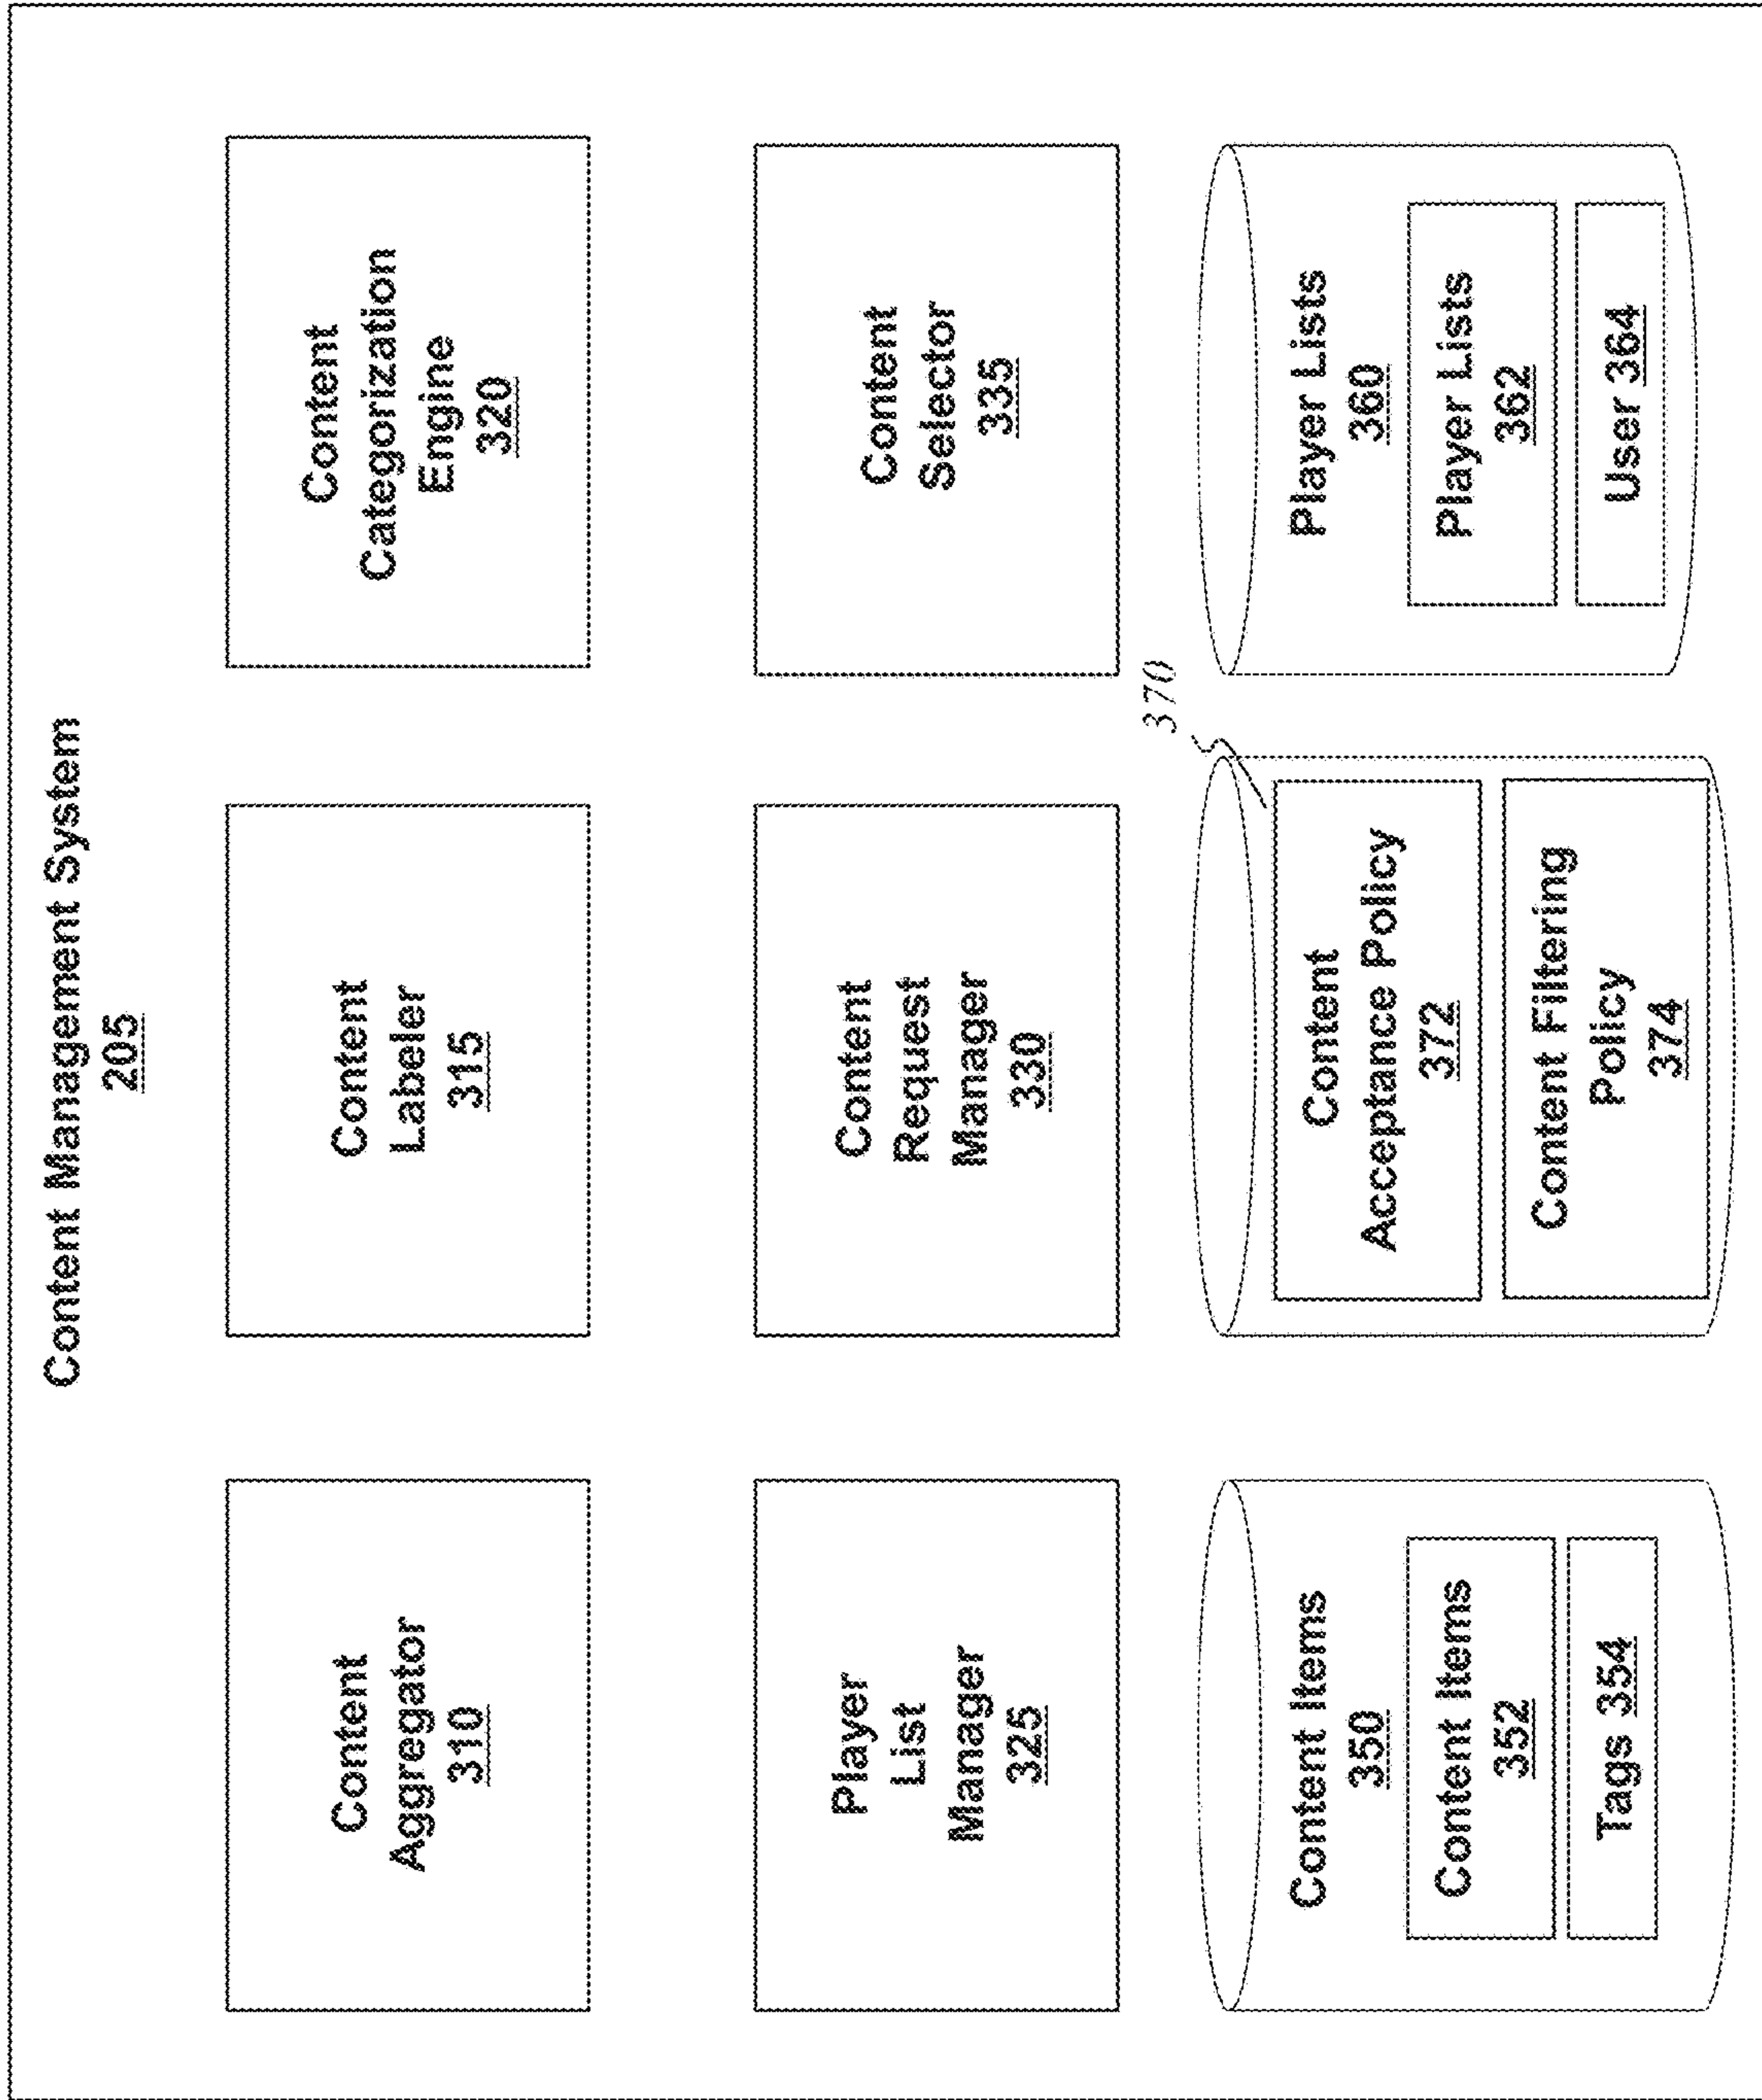 Content Management System
205
Content
Aggregator
310
Content
Labeler
315
Content
Categorization
Engine
320
Player
List
Manager
325
Content
Request
Manager
330
Content
Selector
335
Content Items
350
Content Items
352
Tags 354
370
Content
Acceptance Policy
372
Content Filtering
Policy
374
Player Lists
360
Player Lists
362
User 364